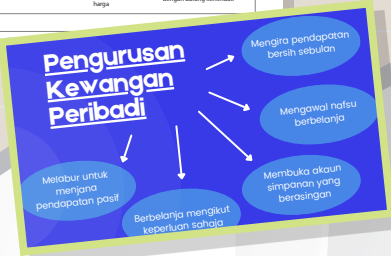 harga
Pengurusan
Kewangan
Peribadi
Mengira pendapatan
bersih sebulan
Mengawal nafsu
berbelanja
Membuka akaun
simpanan yang
berasingan
Berbelanja mengikut
keperluan sahaja
Melabur untuk
menjana
pendapatan pasif